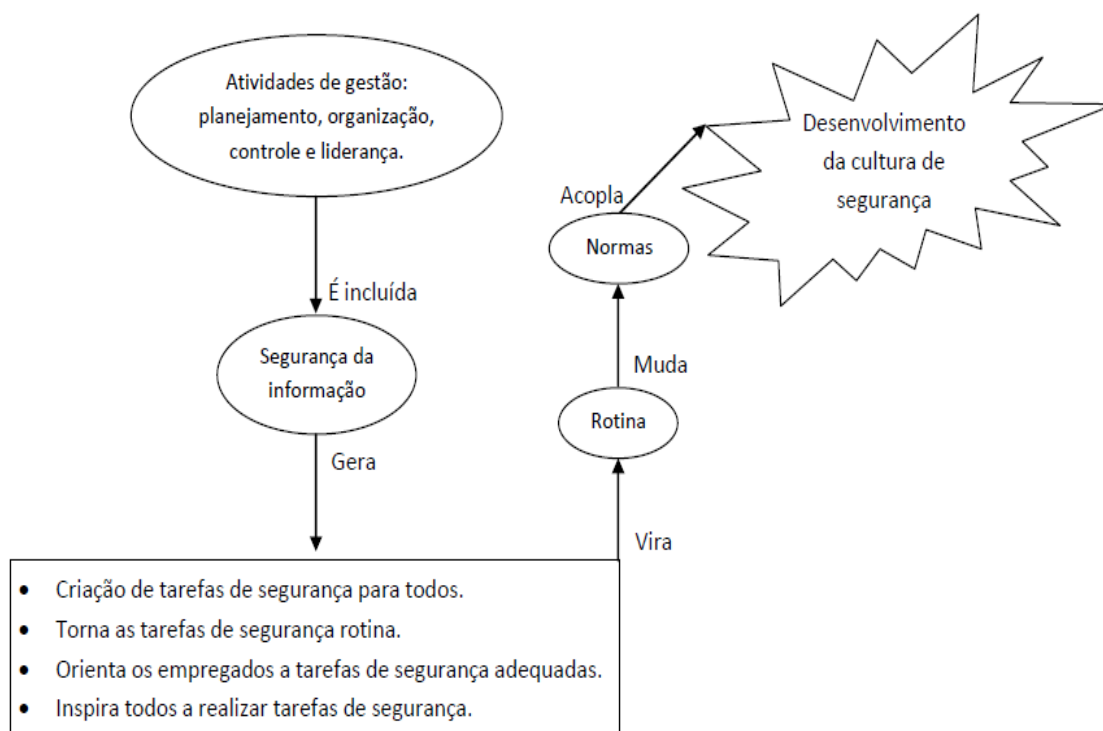 Atividades de gestão:
planejamento, organização,
controle e liderança.
É incluída
Segurança da
informação
Gera
• Criação de tarefas de segurança para todos.
• Torna as tarefas de segurança rotina.
• Orienta os empregados a tarefas de segurança adequadas.
• Inspira todos a realizar tarefas de segurança.
Vira
Rotina
Muda
Normas
Acopla
Desenvolvimento
da cultura de
segurança